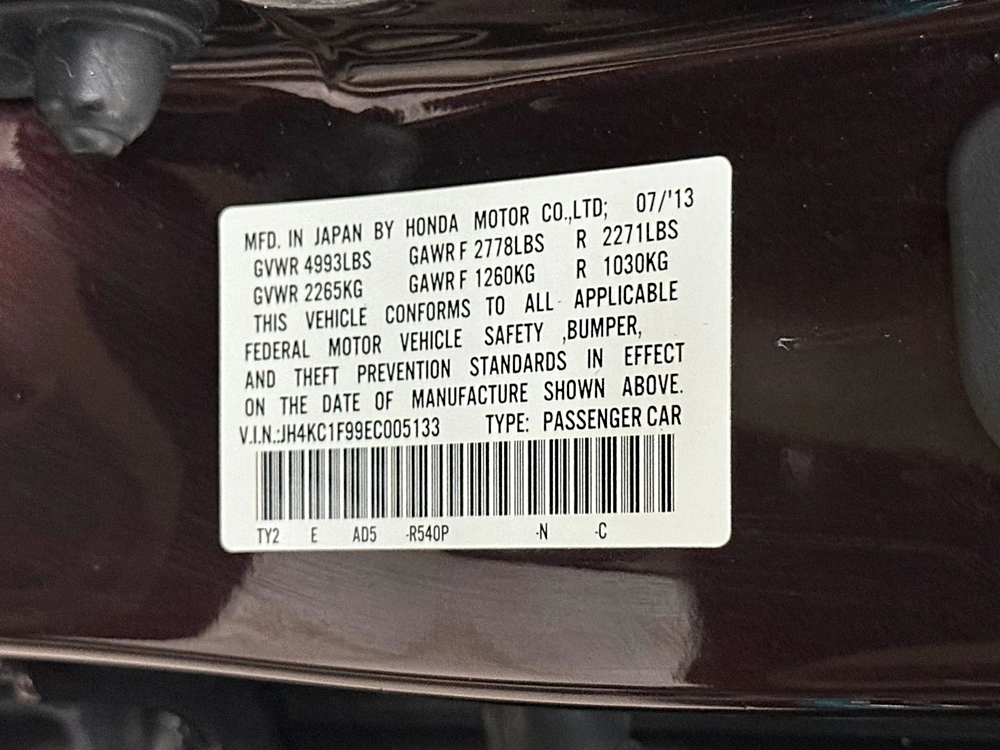 MFD. IN JAPAN BY HONDA MOTOR CO.,LTD; 07/'13
GVWR 4993LBS GAWR F 2778LBS R 2271LBS
GVWR 2265KG GAWR F 1260KG R 1030KG
THIS VEHICLE CONFORMS TO ALL APPLICABLE
FEDERAL MOTOR VEHICLE SAFETY ,BUMPER,
AND THEFT PREVENTION STANDARDS IN EFFECT
ON THE DATE OF MANUFACTURE SHOWN ABOVE.
V.I.N.:JH4KC1F99EC005133 TYPE: PASSENGER CAR
TY2 E AD5 -R540P -N -C